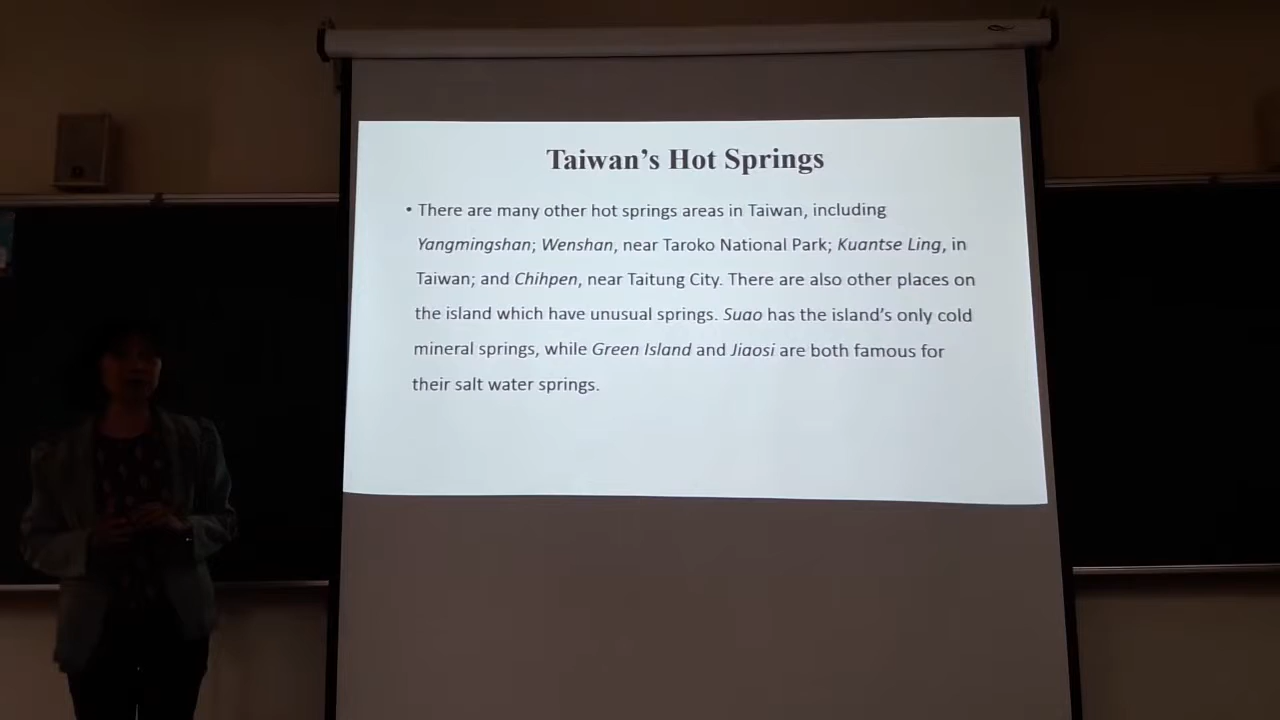 Taiwan's Hot Springs
• There are many other hot springs areas in Taiwan, including
Yangmingshan; Wenshan, near Taroko National Park; Kuantse Ling, in
Taiwan; and Chihpen, near Taitung City. There are also other places on
the island which have unusual springs. Suao has the island's only cold
mineral springs, while Green Island and Jiaosi are both famous for
their salt water springs.